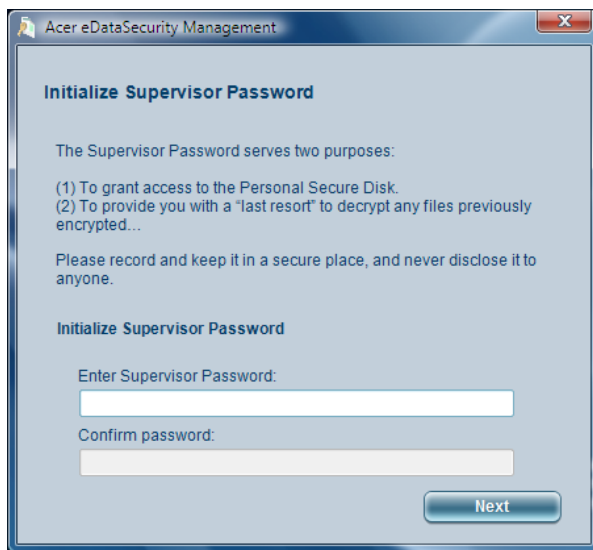 Acer eDataSecurity Management
Initialize Supervisor Password
The Supervisor Password serves two purposes:
(1) To grant access to the Personal Secure Disk.
(2) To provide you with a “last resort” to decrypt any files previously
encrypted...
Please record and keep it in a secure place, and never disclose it to
anyone.
Initialize Supervisor Password
Enter Supervisor Password:
Confirm password:
Next